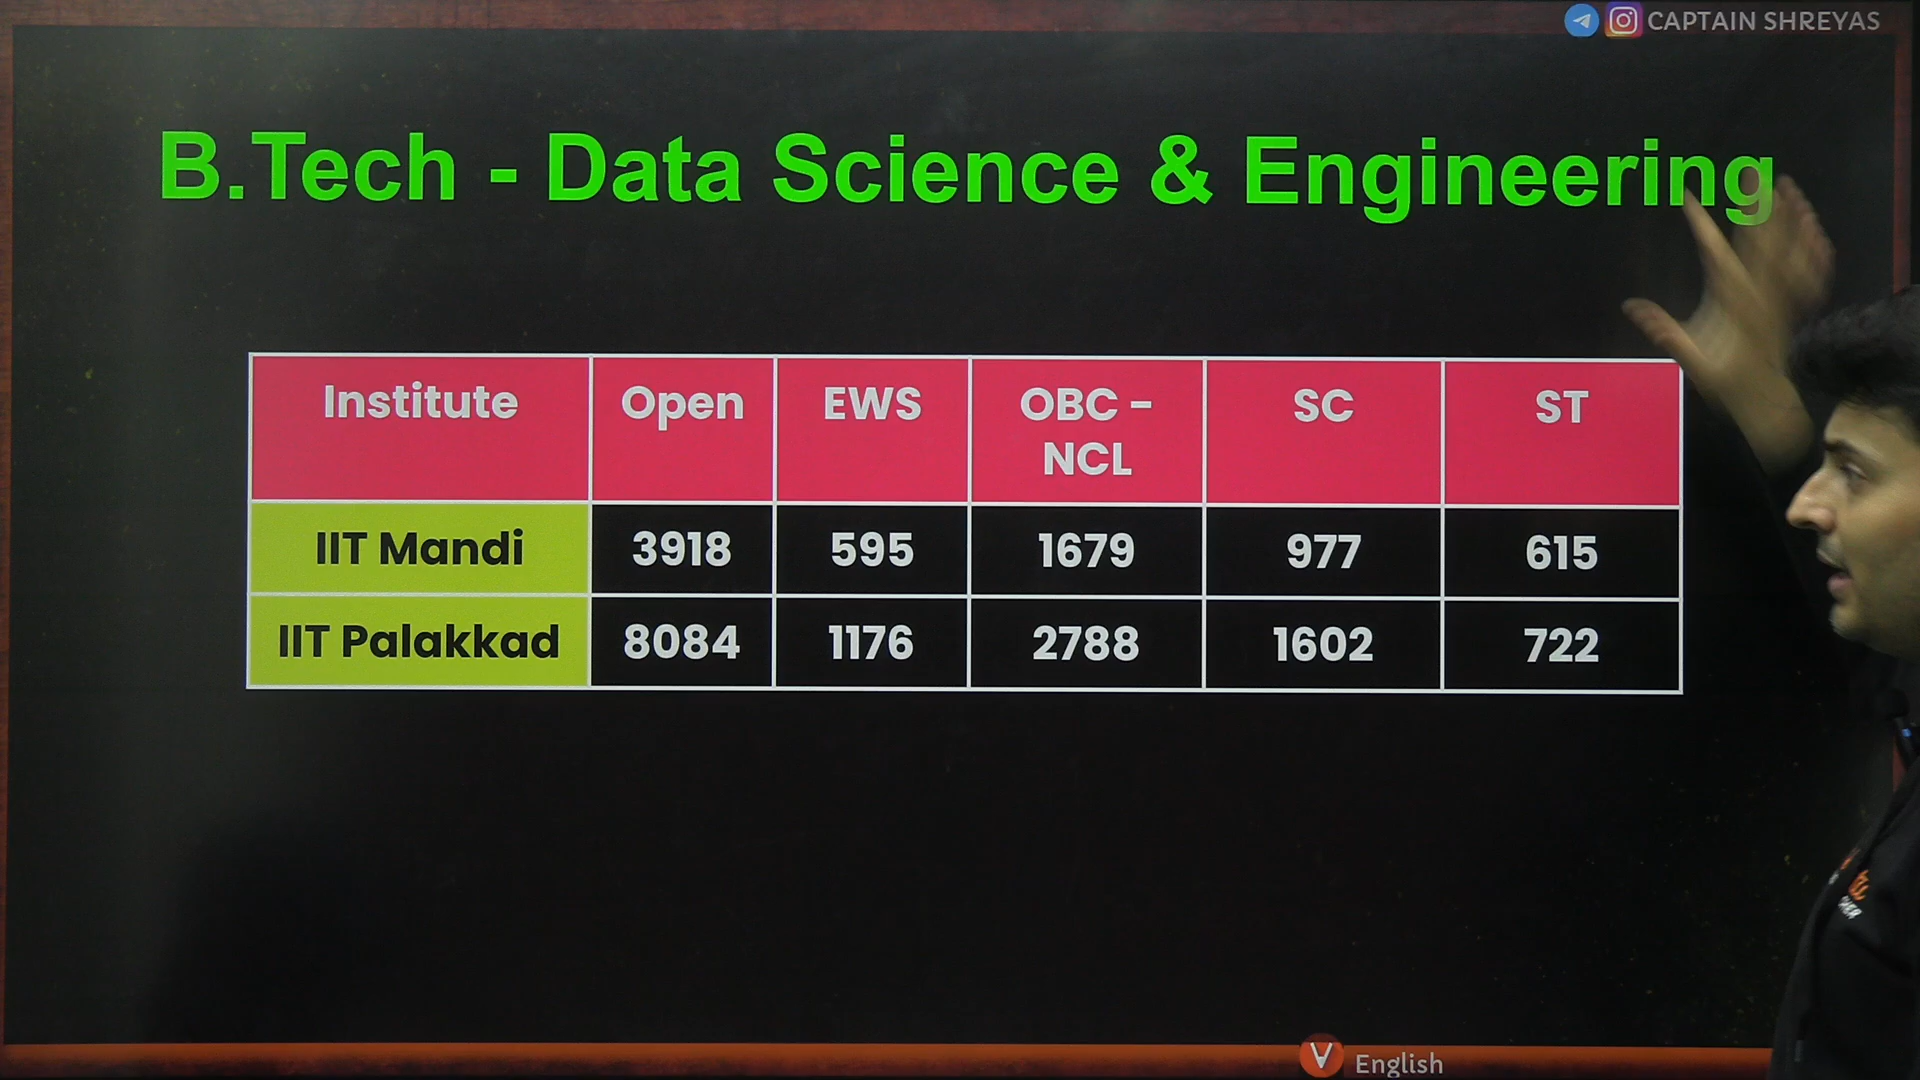 CAPTAIN SHREYAS
B.Tech - Data Science & Engineering
Institute Open EWS OBC - NCL SC ST
IIT Mandi 3918 595 1679 977 615
IIT Palakkad 8084 1176 2788 1602 722
V English